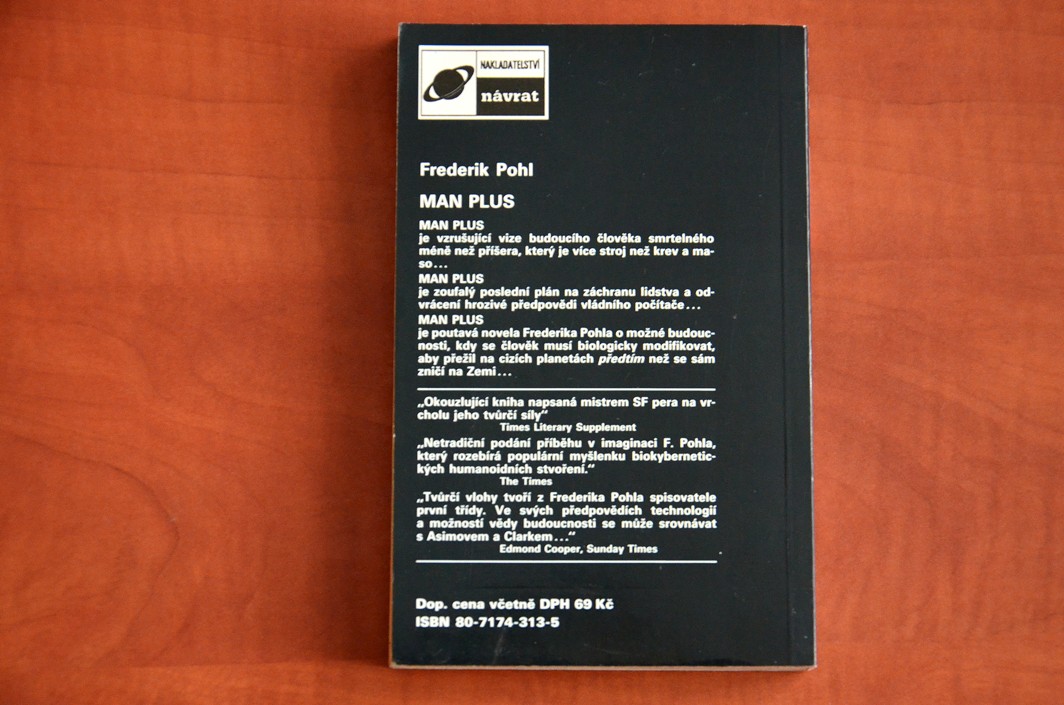 NAKLADATELSTVÍ
návrat
Frederik Pohl
MAN PLUS
MAN PLUS
je vzrušující vize budoucího člověka smrtelného
méně než příšera, který je více stroj než krev a ma-
so...
MAN PLUS
je zoufalý poslední plán na záchranu lidstva a od-
vrácení hrozivé předpovědi vládního počítače...
MAN PLUS
je poutavá novela Frederika Pohla o možné budouc-
nosti, kdy se člověk musí biologicky modifikovat,
aby přežil na cizích planetách předtím než se sám
zničí na Zemi...
„Okouzlující kniha napsaná mistrem SF pera na vr-
cholu jeho tvůrčí síly“
Times Literary Supplement
„Netradiční podání příběhu v imaginaci F. Pohla,
který rozebírá populární myšlenku biokybernetic-
kých humanoidních stvoření.“
The Times
„Tvůrčí vlohy tvoří z Frederika Pohla spisovatele
první třídy. Ve svých předpovědích technologií
a možností vědy budoucnosti se může srovnávat
s Asimovem a Clarkem...“
Edmond Cooper, Sunday Times
Dop. cena včetně DPH 69 Kč
ISBN 80-7174-313-5